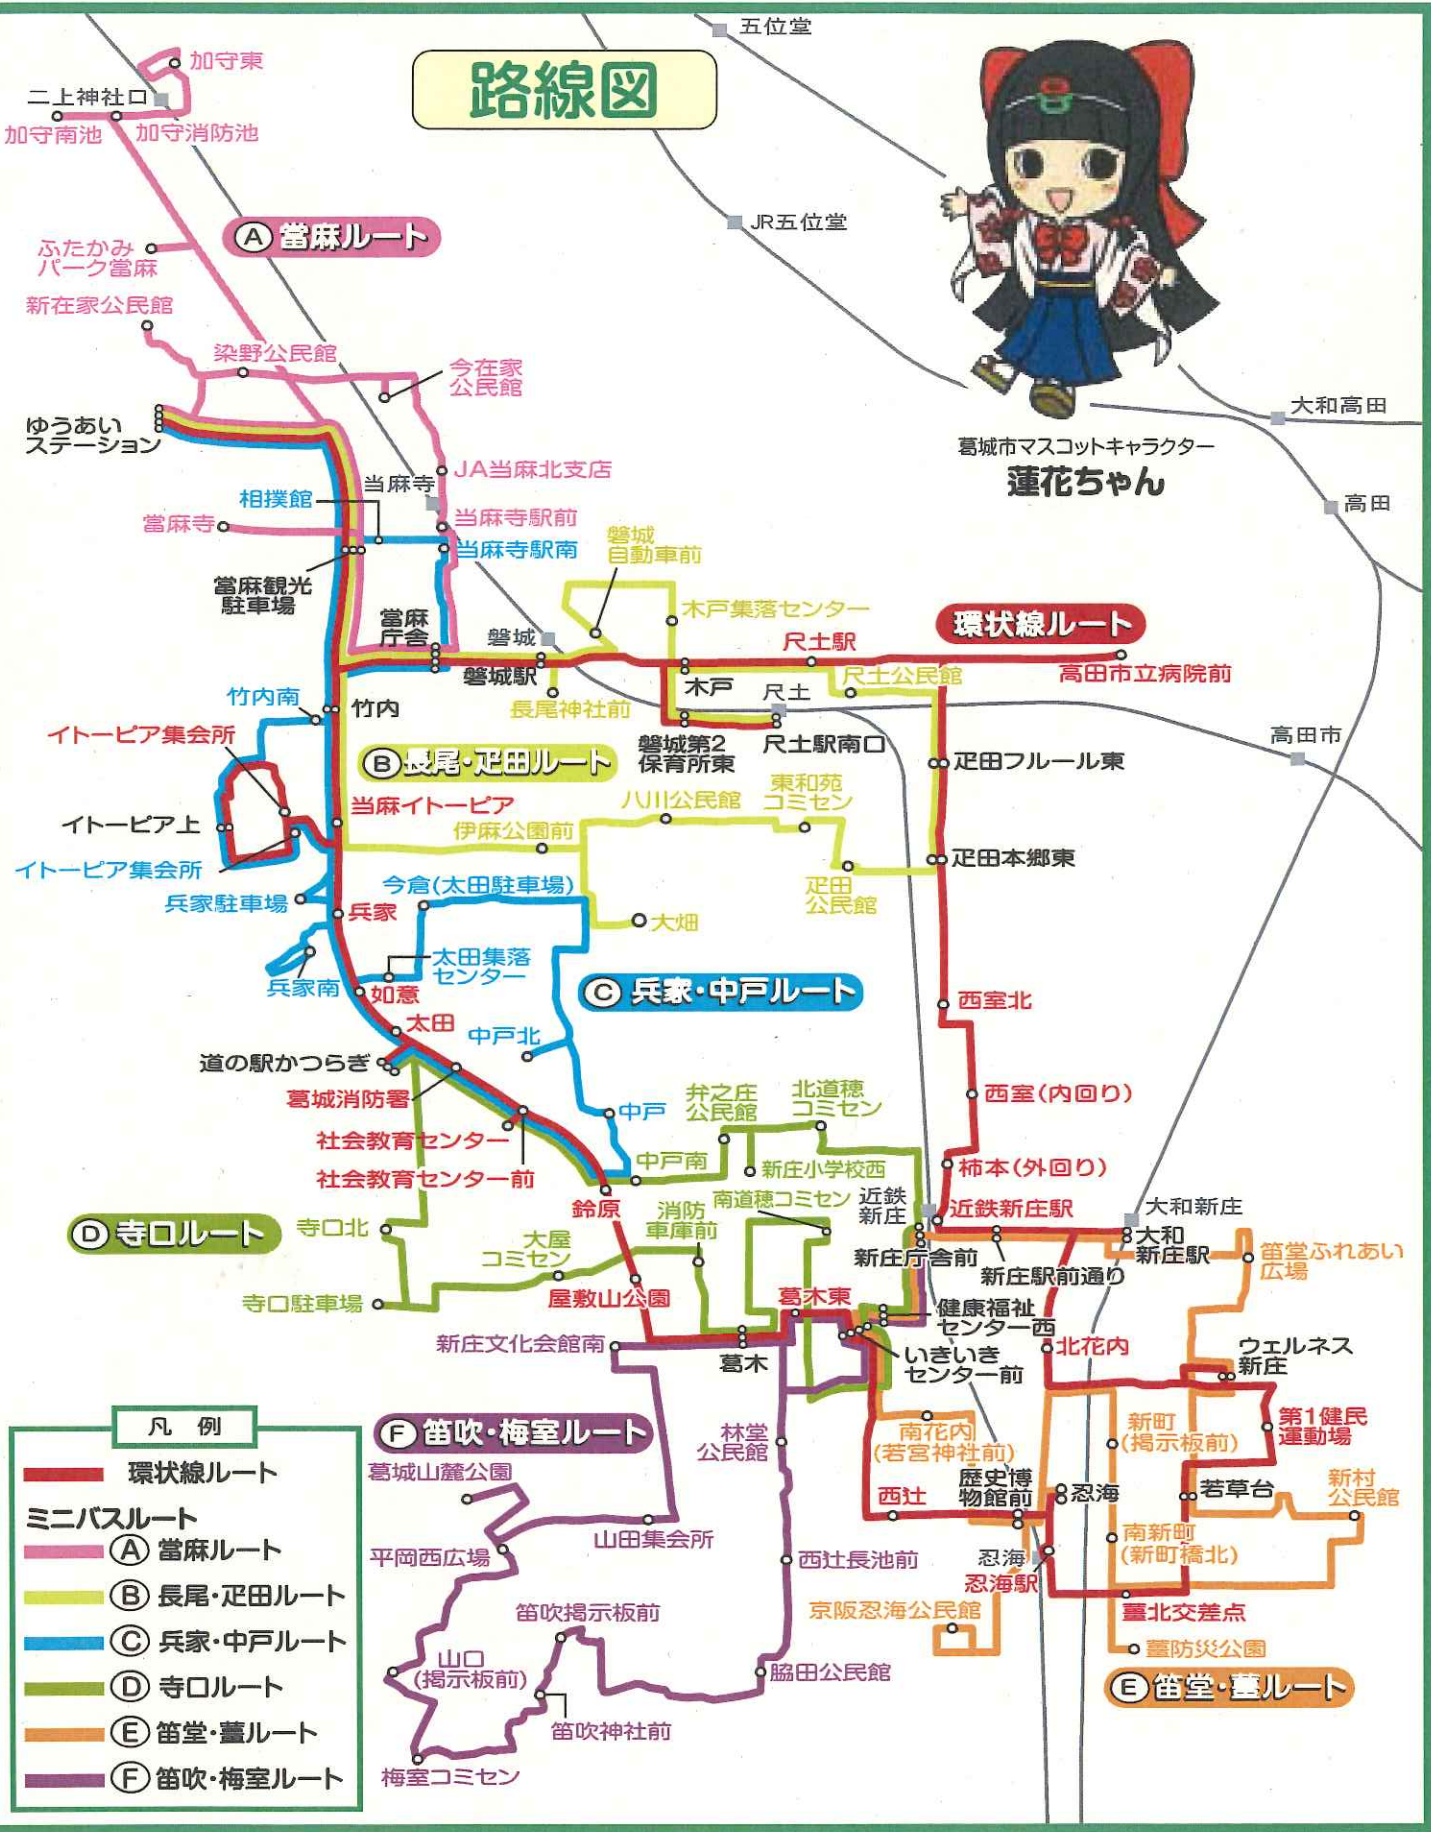 路線図
五位堂
JR五位堂
大和高田
高田
高田市
葛城市マスコットキャラクター
蓮花ちゃん
加守東
二上神社口
加守南池
加守消防池
Ⓐ 當麻ルート
ふたかみ
パーク當麻
新在家公民館
染野公民館
今在家
公民館
ゆうあい
ステーション
JA当麻北支店
相撲館
当麻寺
當麻寺
当麻寺駅前
当麻寺駅南
當麻観光
駐車場
當麻
庁舎
磐城
自動車前
木戸集落センター
環状線ルート
磐城
磐城駅
尺土駅
高田市立病院前
長尾神社前
木戸
尺土
尺土公民館
磐城第2
保育所東
尺土駅南口
竹内南
竹内
イトーピア集会所
Ⓑ 長尾・疋田ルート
疋田フルール東
当麻イトーピア
八川公民館
東和苑
コミセン
イトーピア上
伊麻公園前
イトーピア集会所
疋田本郷東
疋田
公民館
兵家駐車場
今倉(太田駐車場)
兵家
大畑
兵家南
太田集落
センター
如意
Ⓒ 兵家・中戸ルート
西室北
太田
中戸北
道の駅かつらぎ
葛城消防署
西室(内回り)
社会教育センター
中戸
弁之庄
公民館
北道穂
コミセン
社会教育センター前
中戸南
新庄小学校西
柿本(外回り)
鈴原
南道穂コミセン
近鉄
新庄
近鉄新庄駅
大和新庄
大和
新庄駅
Ⓓ 寺口ルート
寺口北
大屋
コミセン
消防
車庫前
新庄庁舎前
新庄駅前通り
笛堂ふれあい
広場
寺口駐車場
屋敷山公園
葛木東
健康福祉
センター西
新庄文化会館南
葛木
いきいき
センター前
北花内
ウェルネス
新庄
Ⓕ 笛吹・梅室ルート
林堂
公民館
南花内
(若宮神社前)
新町
(掲示板前)
第1健民
運動場
葛城山麓公園
西辻
歴史博
物館前
忍海
若草台
新村
公民館
山田集会所
平岡西広場
西辻長池前
忍海
忍海駅
南新町
(新町橋北)
笛吹掲示板前
京阪忍海公民館
薑北交差点
山口
(掲示板前)
脇田公民館
薑防災公園
笛吹神社前
Ⓔ 笛堂・薑ルート
梅室コミセン
凡例
環状線ルート
ミニバスルート
Ⓐ 當麻ルート
Ⓑ 長尾・疋田ルート
Ⓒ 兵家・中戸ルート
Ⓓ 寺口ルート
Ⓔ 笛堂・薑ルート
Ⓕ 笛吹・梅室ルート